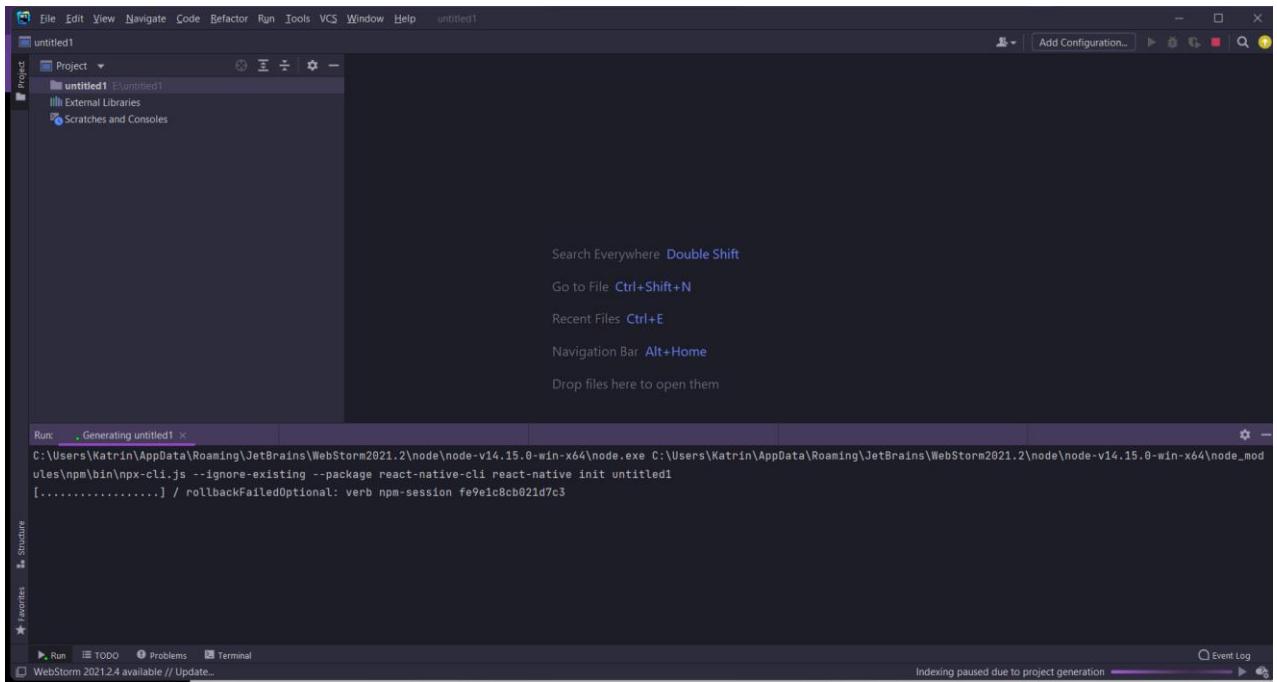 File Edit View Navigate Code Refactor Run Tools VCS Window Help untitled1
untitled1
Add Configuration...
Project
Project
untitled1 E:\untitled1
External Libraries
Scratches and Consoles
Search Everywhere Double Shift
Go to File Ctrl+Shift+N
Recent Files Ctrl+E
Navigation Bar Alt+Home
Drop files here to open them
Run: Generating untitled1
C:\Users\Katrin\AppData\Roaming\JetBrains\WebStorm2021.2\node\node-v14.15.0-win-x64\node.exe C:\Users\Katrin\AppData\Roaming\JetBrains\WebStorm2021.2\node\node-v14.15.0-win-x64\node_mod
ules\npm\bin\npx-cli.js --ignore-existing --package react-native-cli react-native init untitled1
[..................] / rollbackFailedOptional: verb npm-session fe9e1c8cb021d7c3
Structure
Favorites
Run TODO Problems Terminal Event Log
WebStorm 2021.2.4 available // Update... Indexing paused due to project generation